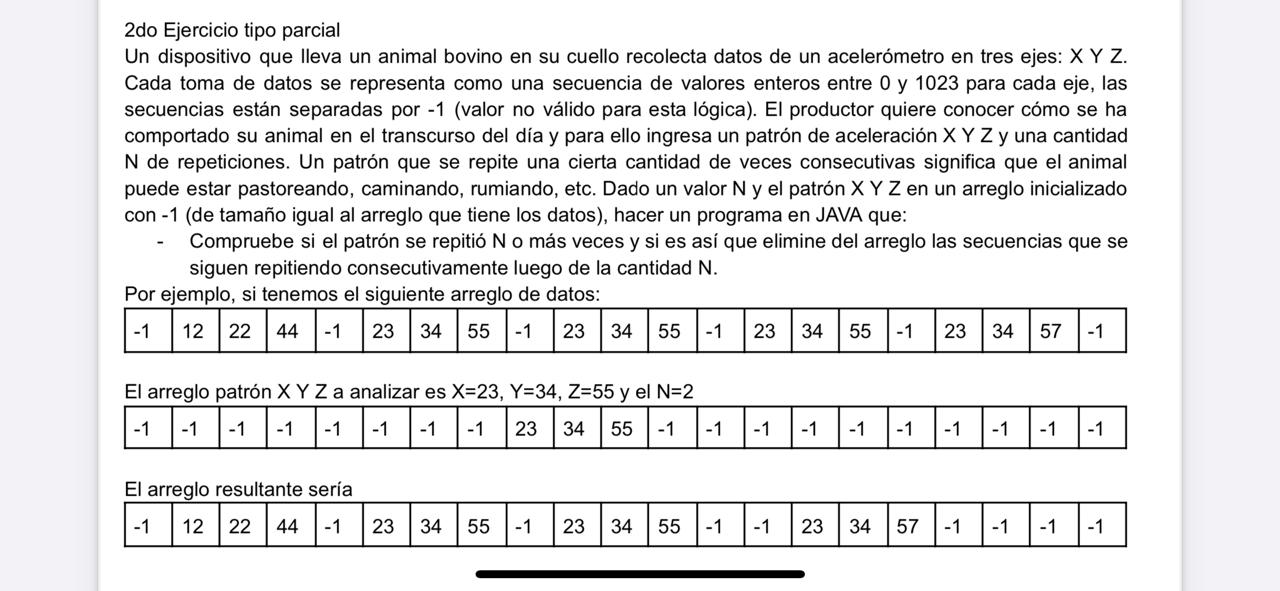 2do Ejercicio tipo parcial
Un dispositivo que lleva un animal bovino en su cuello recolecta datos de un acelerómetro en tres ejes: X Y Z.
Cada toma de datos se representa como una secuencia de valores enteros entre 0 y 1023 para cada eje, las
secuencias están separadas por -1 (valor no válido para esta lógica). El productor quiere conocer cómo se ha
comportado su animal en el transcurso del día y para ello ingresa un patrón de aceleración X Y Z y una cantidad
N de repeticiones. Un patrón que se repite una cierta cantidad de veces consecutivas significa que el animal
puede estar pastoreando, caminando, rumiando, etc. Dado un valor N y el patrón X Y Z en un arreglo inicializado
con -1 (de tamaño igual al arreglo que tiene los datos), hacer un programa en JAVA que:
- Compruebe si el patrón se repitió N o más veces y si es así que elimine del arreglo las secuencias que se
siguen repitiendo consecutivamente luego de la cantidad N.
Por ejemplo, si tenemos el siguiente arreglo de datos:
-1 12 22 44 -1 23 34 55 -1 23 34 55 -1 23 34 55 -1 23 34 57 -1
El arreglo patrón X Y Z a analizar es X=23, Y=34, Z=55 y el N=2
-1 -1 -1 -1 -1 -1 -1 -1 23 34 55 -1 -1 -1 -1 -1 -1 -1 -1 -1 -1
El arreglo resultante sería
-1 12 22 44 -1 23 34 55 -1 23 34 55 -1 -1 23 34 57 -1 -1 -1 -1